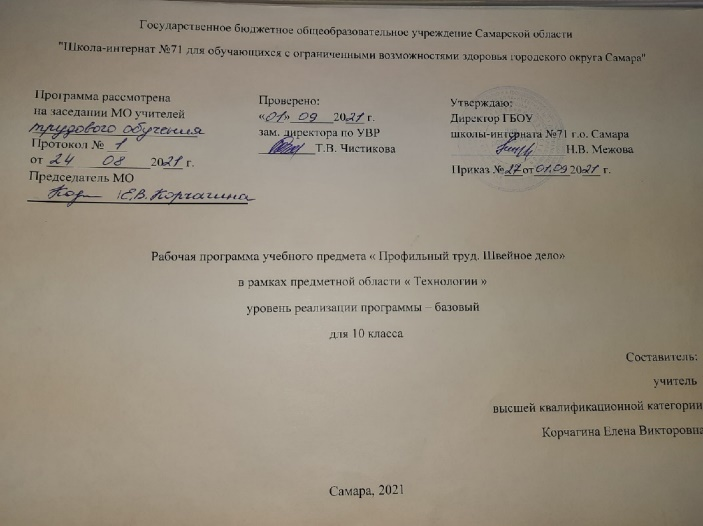 Государственное бюджетное общеобразовательное учреждение Самарской области
"Школа-интернат №71 для обучающихся с ограниченными возможностями здоровья городского округа Самара"
Программа рассмотрена
на заседании МО учителей
трудового обучения
Протокол № 1
от 24 08 2021 г.
Председатель МО
/Е.В.Корчагина
Проверено:
«01» 09 2021 г.
зам. директора по УВР
Т.В. Чистикова
Утверждаю:
Директор ГБОУ
школы-интерната №71 г.о. Самара
Н.В. Межова
Приказ № 27 от 01.09 2021 г.
Рабочая программа учебного предмета « Профильный труд. Швейное дело»
в рамках предметной области « Технологии »
уровень реализации программы – базовый
для 10 класса
Составитель:
учитель
высшей квалификационной категории
Корчагина Елена Викторовна
Самара, 2021